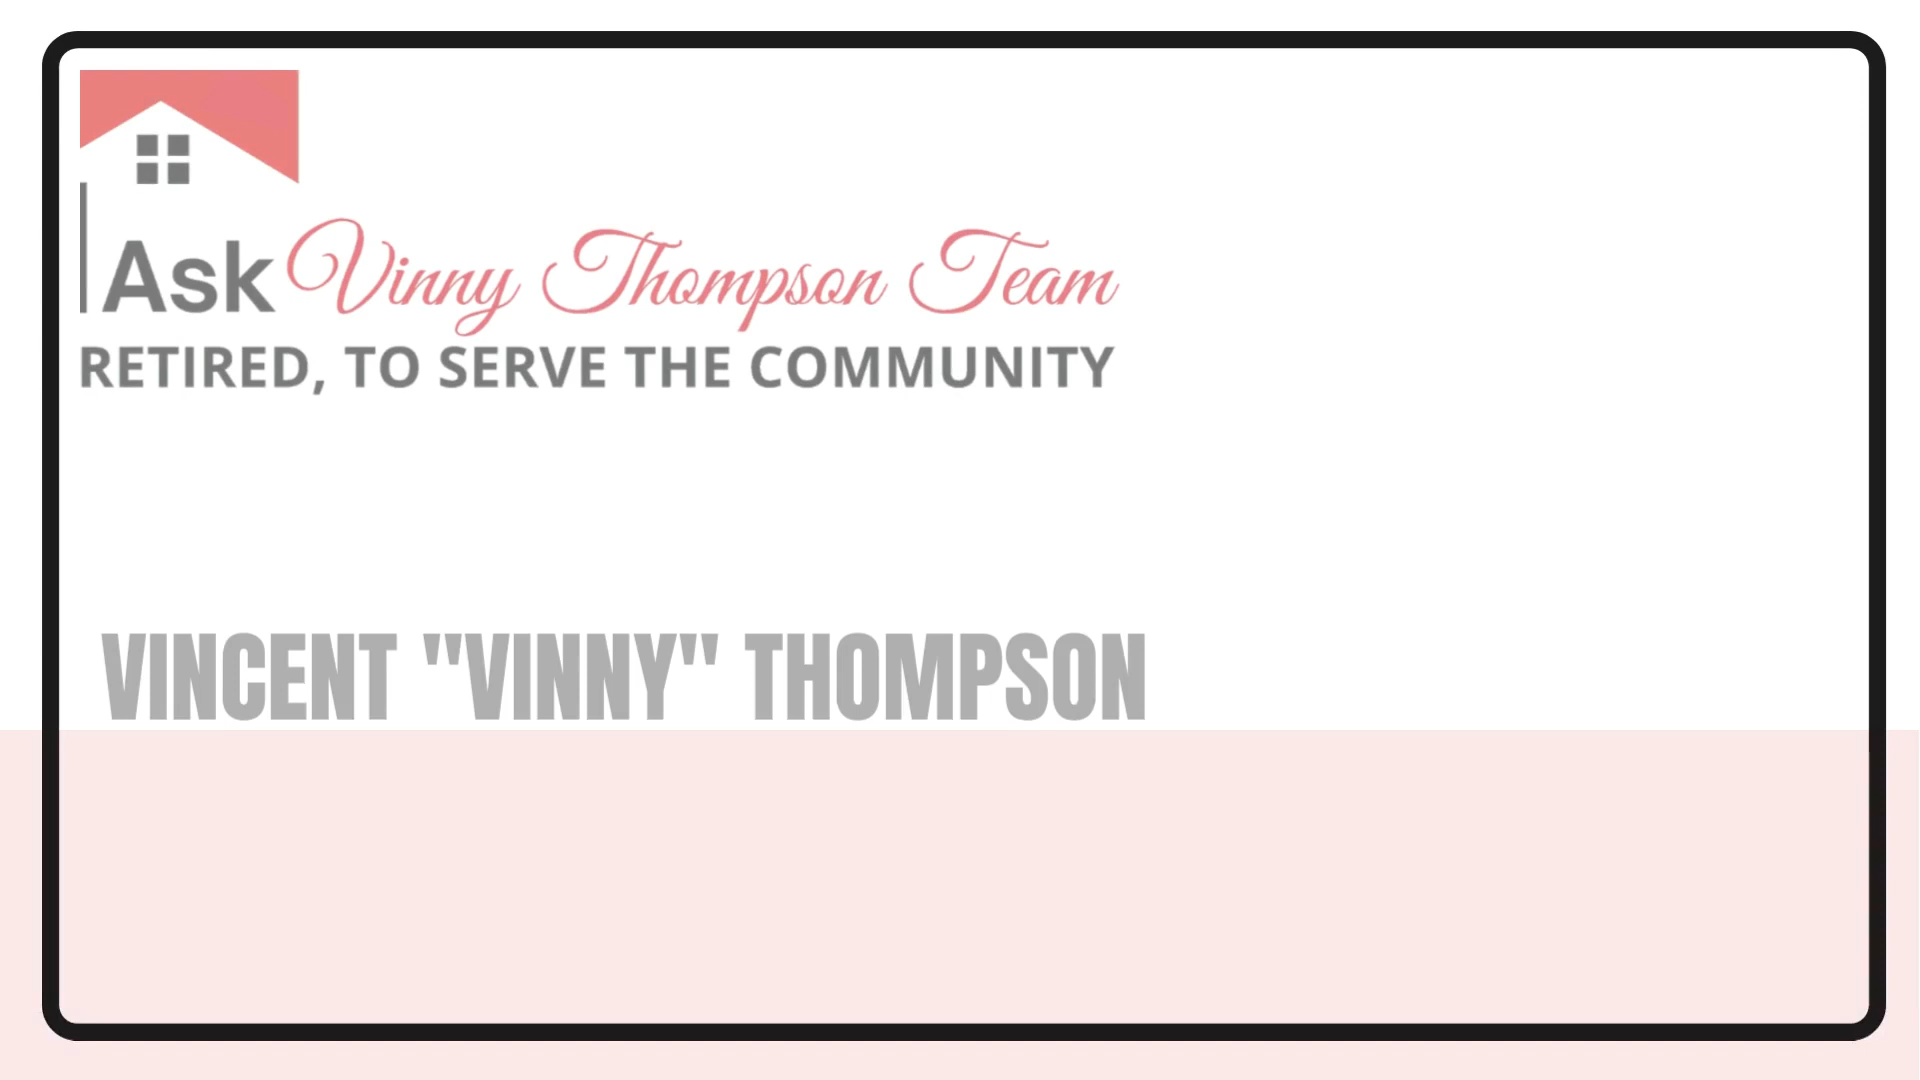 Ask Vinny Thompson Team
RETIRED, TO SERVE THE COMMUNITY
VINCENT "VINNY" THOMPSON